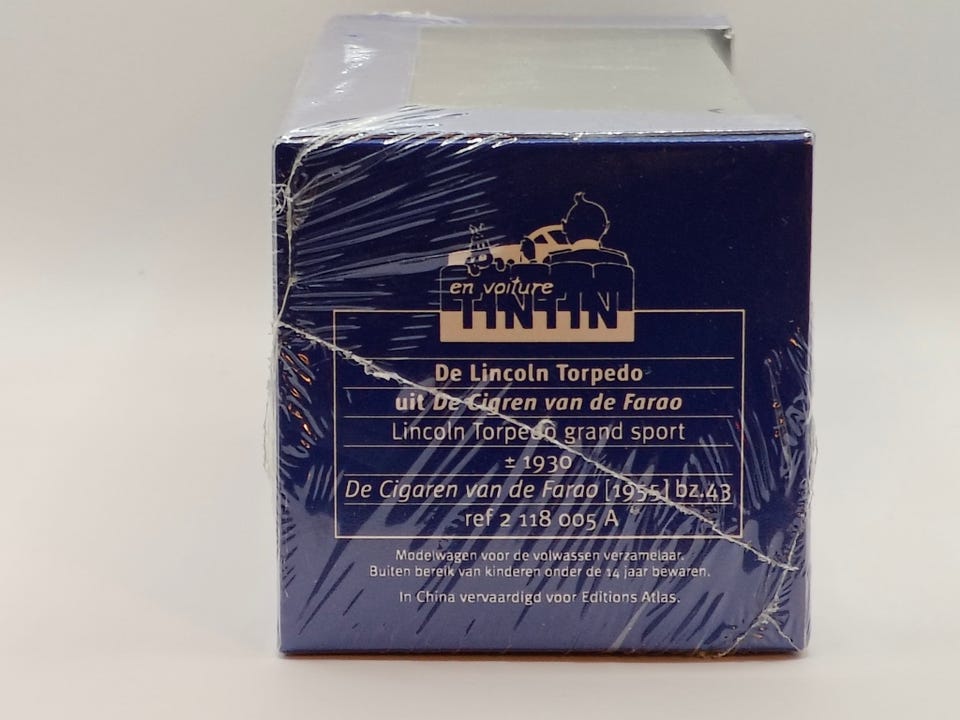 en voiture
TINTIN
De Lincoln Torpedo
uit De Cigren van de Farao
Lincoln Torpedo grand sport
± 1930
De Cigaren van de Farao [1955] bz.43
ref 2 118 005 A
Modelwagen voor de volwassen verzamelaar.
Buiten bereik van kinderen onder de 14 jaar bewaren.
In China vervaardigd voor Editions Atlas.